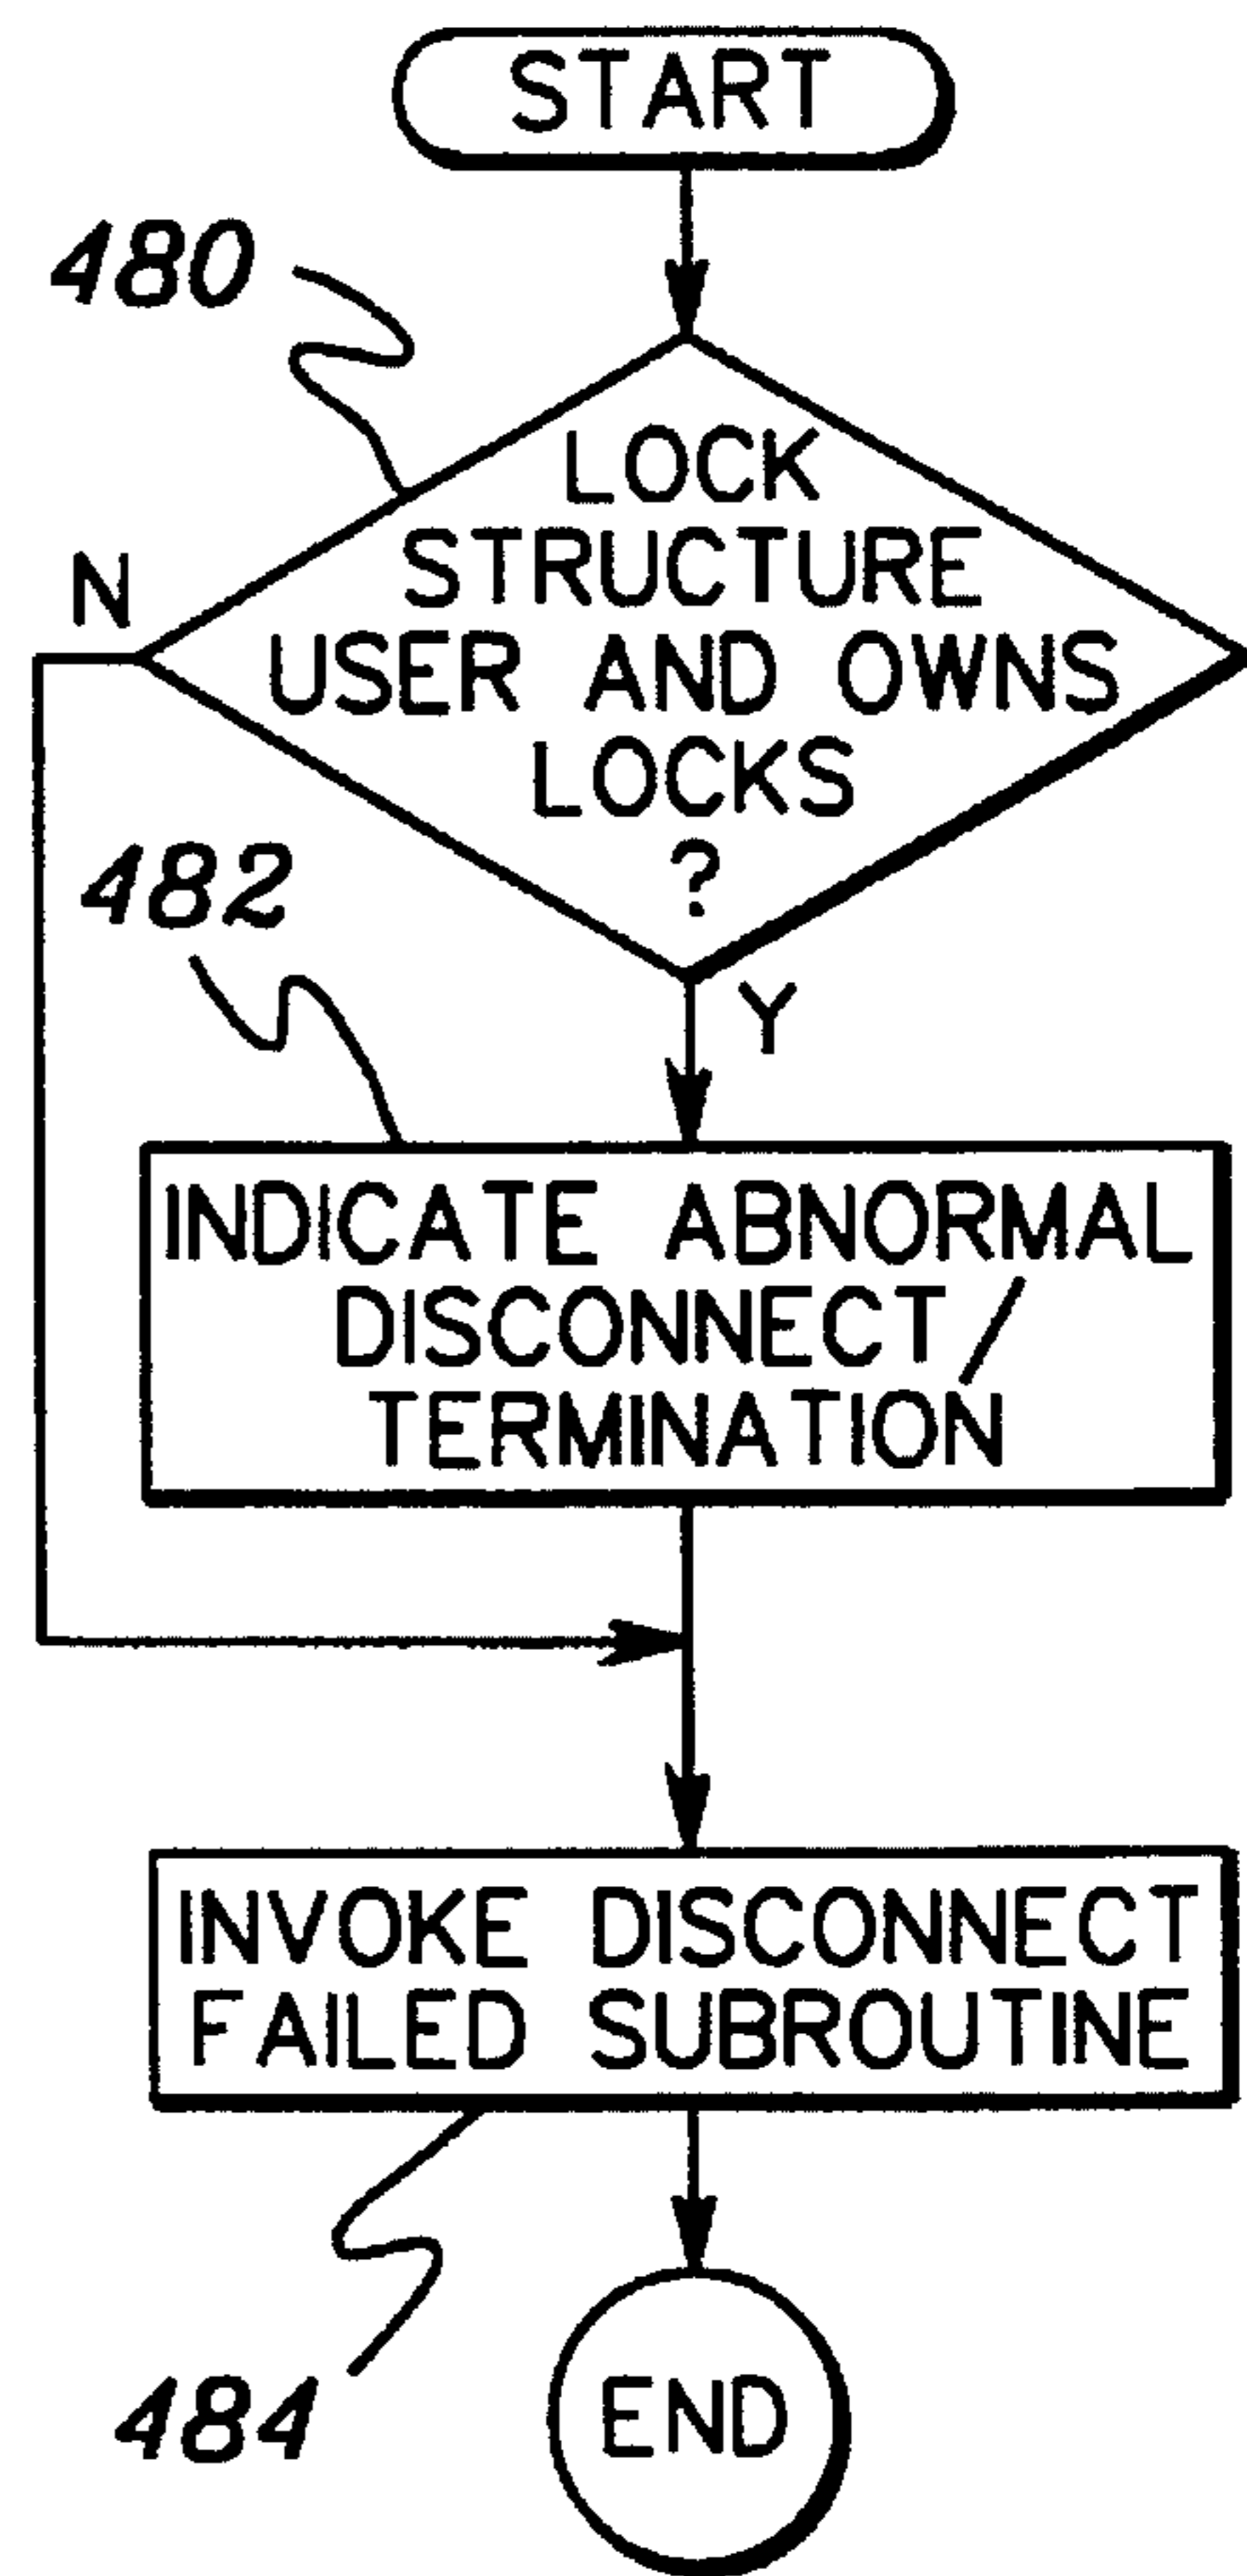 START
480
LOCK
STRUCTURE
N
USER AND OWNS
LOCKS
?
482
Y
INDICATE ABNORMAL
DISCONNECT/
TERMINATION
INVOKE DISCONNECT
FAILED SUBROUTINE
484
END